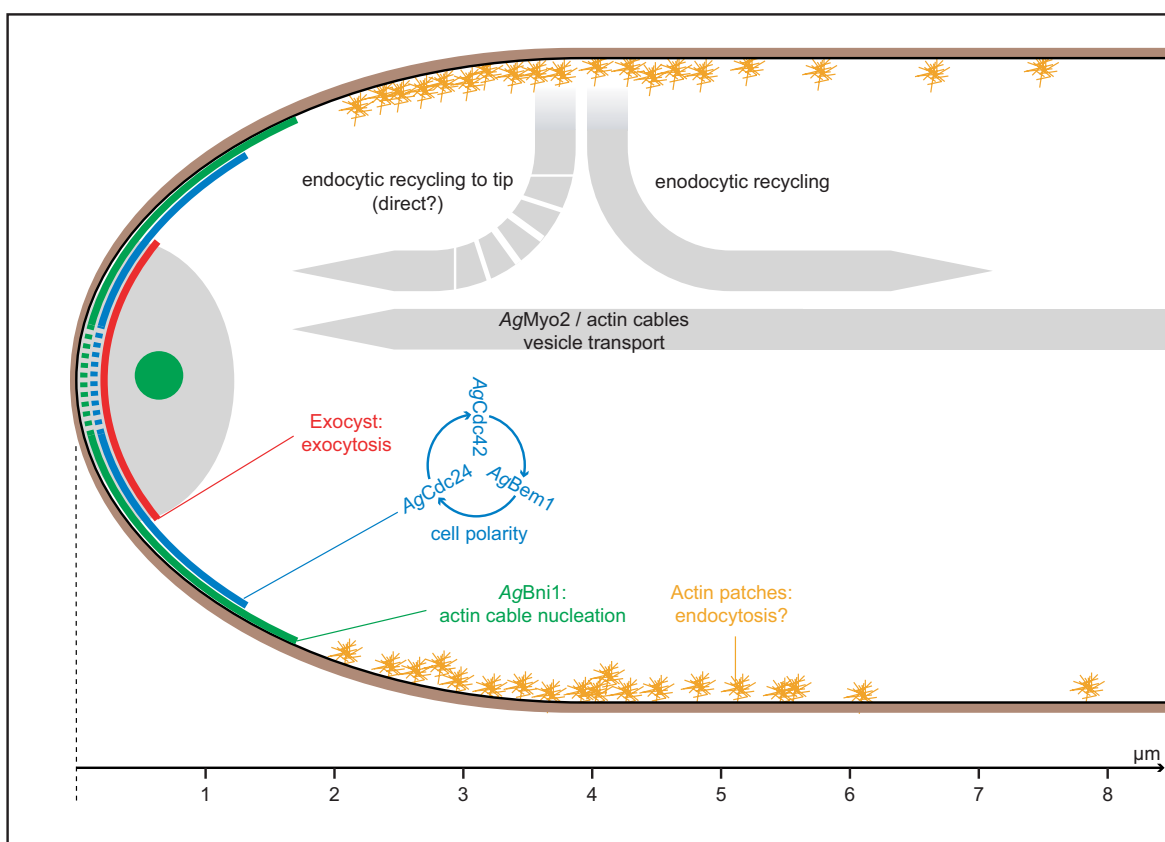 endocytic recycling to tip
(direct?)
enodocytic recycling
AgMyo2 / actin cables
vesicle transport
Exocyst:
exocytosis
AgCdc42
AgBem1
AgCdc24
cell polarity
AgBni1:
actin cable nucleation
Actin patches:
endocytosis?
µm
1 2 3 4 5 6 7 8